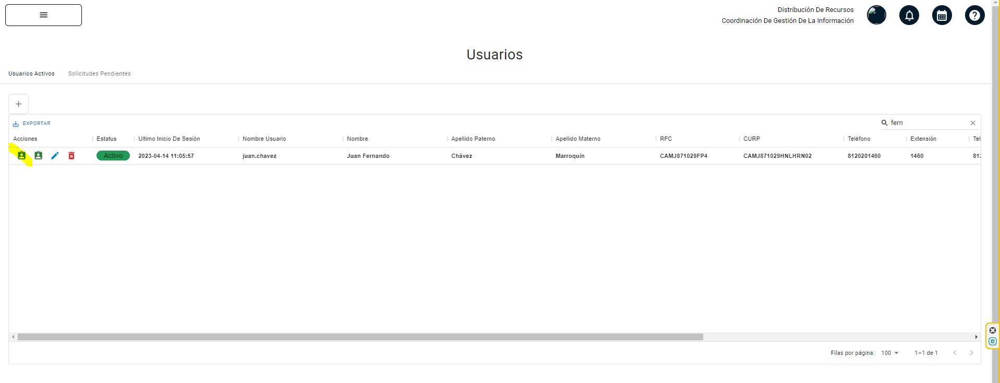 Distribución De Recursos
Coordinación De Gestión De La Información
Usuarios
Usuarios Activos Solicitudes Pendientes
EXPORTAR fern
Acciones Estatus Ultimo Inicio De Sesión Nombre Usuario Nombre Apellido Paterno Apellido Materno RFC CURP Teléfono Extensión Tel
Activo 2023-04-14 11:05:57 juan.chavez Juan Fernando Chávez Marroquín CAMJ871029FP4 CAMJ871029HNLHRN02 8120201460 1460 812
Filas por página: 100 1–1 de 1